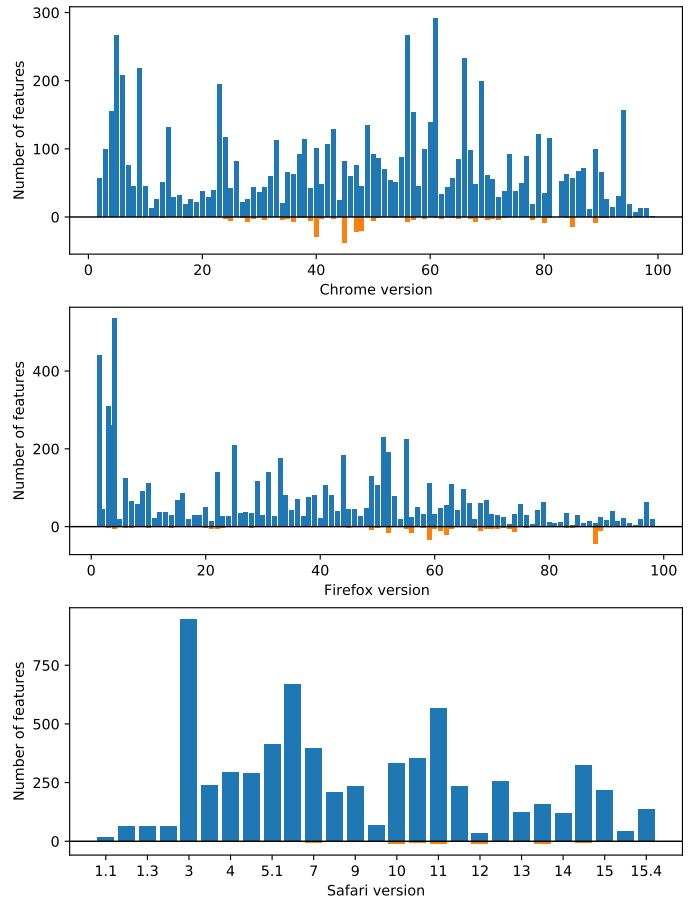 300
200
100
0
Number of features
0 20 40 60 80 100
Chrome version
400
200
0
Number of features
0 20 40 60 80 100
Firefox version
750
500
250
0
Number of features
1.1 1.3 3 4 5.1 7 9 10 11 12 13 14 15 15.4
Safari version